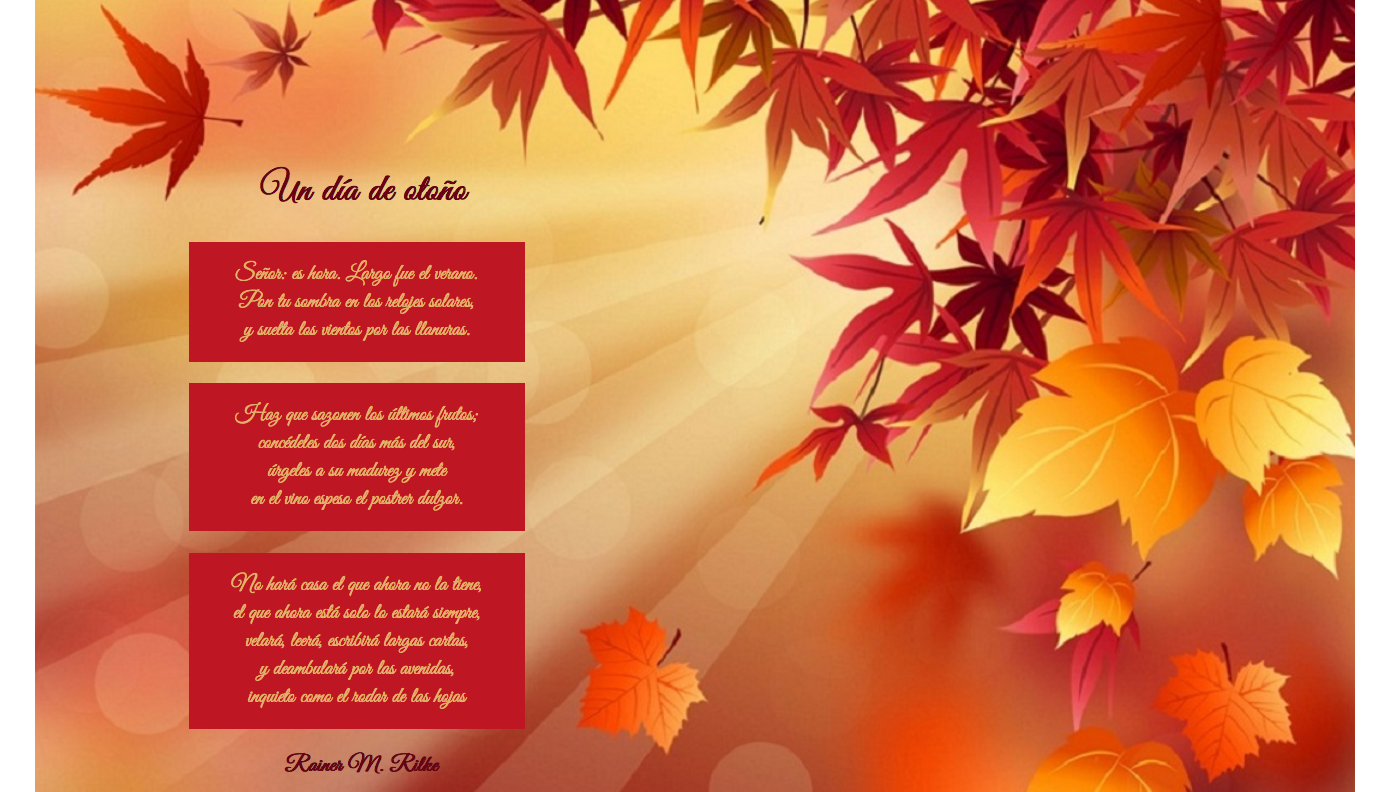 Un día de otoño
Señor: es hora. Largo fue el verano.
Pon tu sombra en los relojes solares,
y suelta los vientos por las llanuras.
Haz que sazonen los últimos frutos;
concédeles dos días más del sur,
úrgeles a su madurez y mete
en el vino espeso el postrer dulzor.
No hará casa el que ahora no la tiene,
el que ahora está solo lo estará siempre,
velará, leerá, escribirá largas cartas,
y deambulará por las avenidas,
inquieto como el rodar de las hojas
Rainer M. Rilke